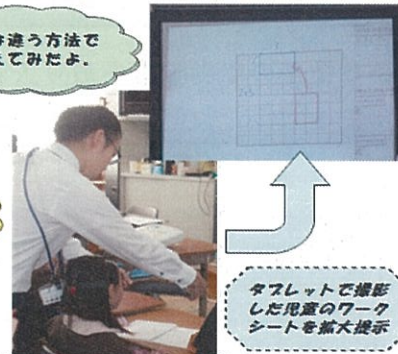 違う方法で
えてみだよ。
タブレットで撮影
した児童のワーク
シートを拡大提示